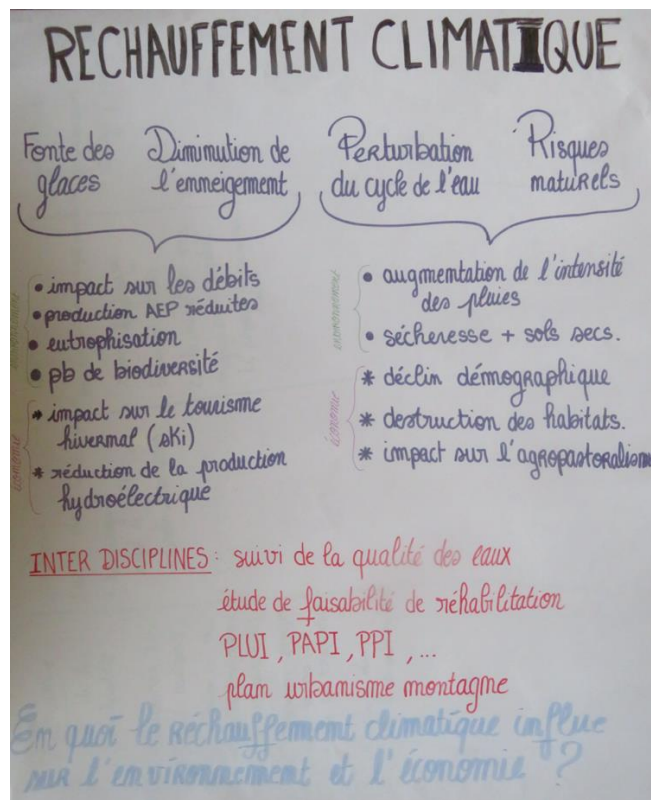 RECHAUFFEMENT CLIMATIQUE
Fonte des
glaces
Diminution de
l'enneigement
Perturbation
du cycle de l'eau
Risques
naturels
environnement
• impact sur les débits
• production AEP réduites
• eutrophisation
• pb de biodiversité
économie
* impact sur le tourisme
hivernal (ski)
* réduction de la production
hydroélectrique
environnement
• augmentation de l'intensité
des pluies
• sécheresse + sols secs.
économie
* déclin démographique
* destruction des habitats.
* impact sur l'agropastoralisme
INTER DISCIPLINES : suivi de la qualité des eaux
étude de faisabilité de réhabilitation
PLUI, PAPI, PPI, ...
plan urbanisme montagne
En quoi le réchauffement climatique influe
sur l'environnement et l'économie ?